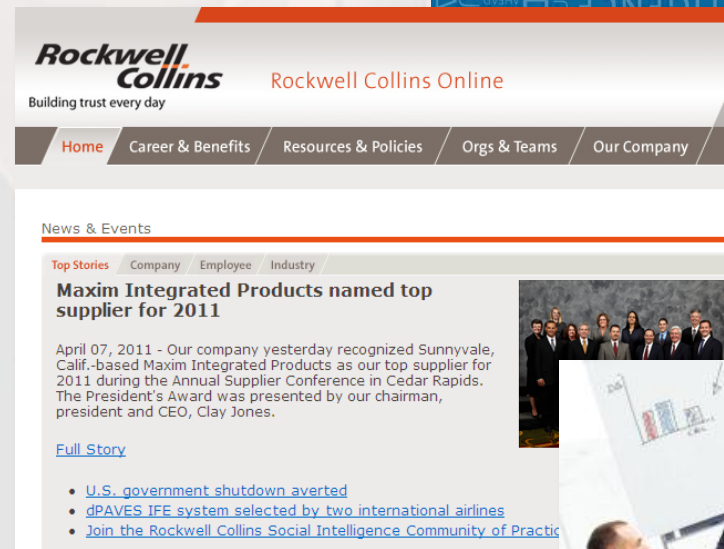 Rockwell
Collins
Building trust every day
Rockwell Collins Online
Home
Career & Benefits
Resources & Policies
Orgs & Teams
Our Company
News & Events
Top Stories
Company
Employee
Industry
Maxim Integrated Products named top
supplier for 2011
April 07, 2011 - Our company yesterday recognized Sunnyvale,
Calif.-based Maxim Integrated Products as our top supplier for
2011 during the Annual Supplier Conference in Cedar Rapids.
The President's Award was presented by our chairman,
president and CEO, Clay Jones.
Full Story
• U.S. government shutdown averted
• dPAVES IFE system selected by two international airlines
• Join the Rockwell Collins Social Intelligence Community of Practic